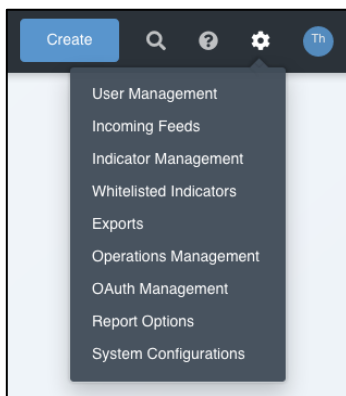 Create
Th
User Management
Incoming Feeds
Indicator Management
Whitelisted Indicators
Exports
Operations Management
OAuth Management
Report Options
System Configurations